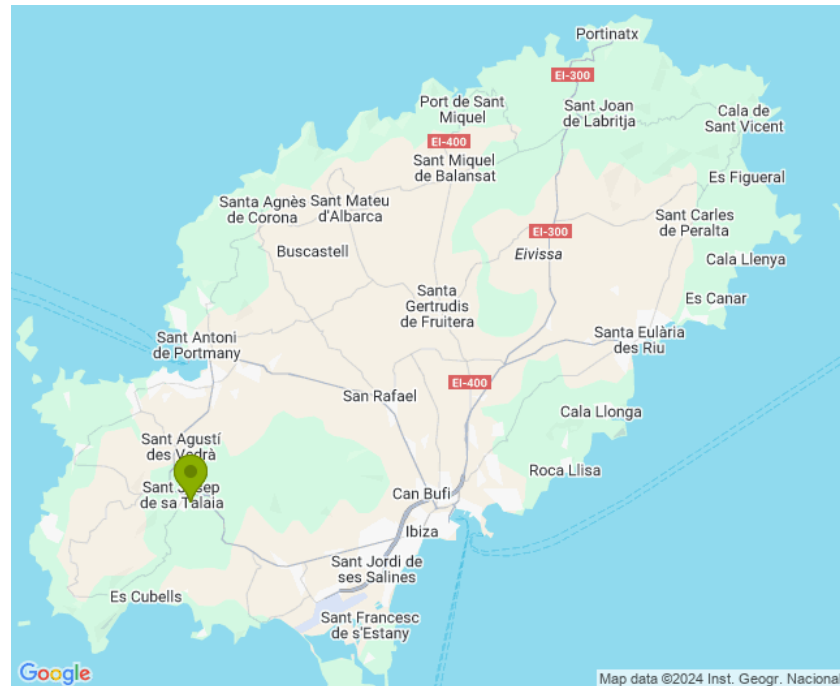 Portinatx
EI-300
Port de Sant
Miquel
Sant Joan
de Labritja
Cala de
Sant Vicent
EI-400
Sant Miquel
de Balansat
Es Figueral
Santa Agnès
de Corona
Sant Mateu
d'Albarca
Sant Carles
de Peralta
EI-300
Buscastell
Eivissa
Cala Llenya
Santa
Gertrudis
de Fruitera
Es Canar
Sant Antoni
de Portmany
Santa Eulària
des Riu
EI-400
San Rafael
Cala Llonga
Sant Agustí
des Vedrà
Roca Llisa
Sant Josep
de sa Talaia
Can Bufi
Ibiza
Sant Jordi de
ses Salines
Es Cubells
Sant Francesc
de s'Estany
Google
Map data ©2024 Inst. Geogr. Nacional